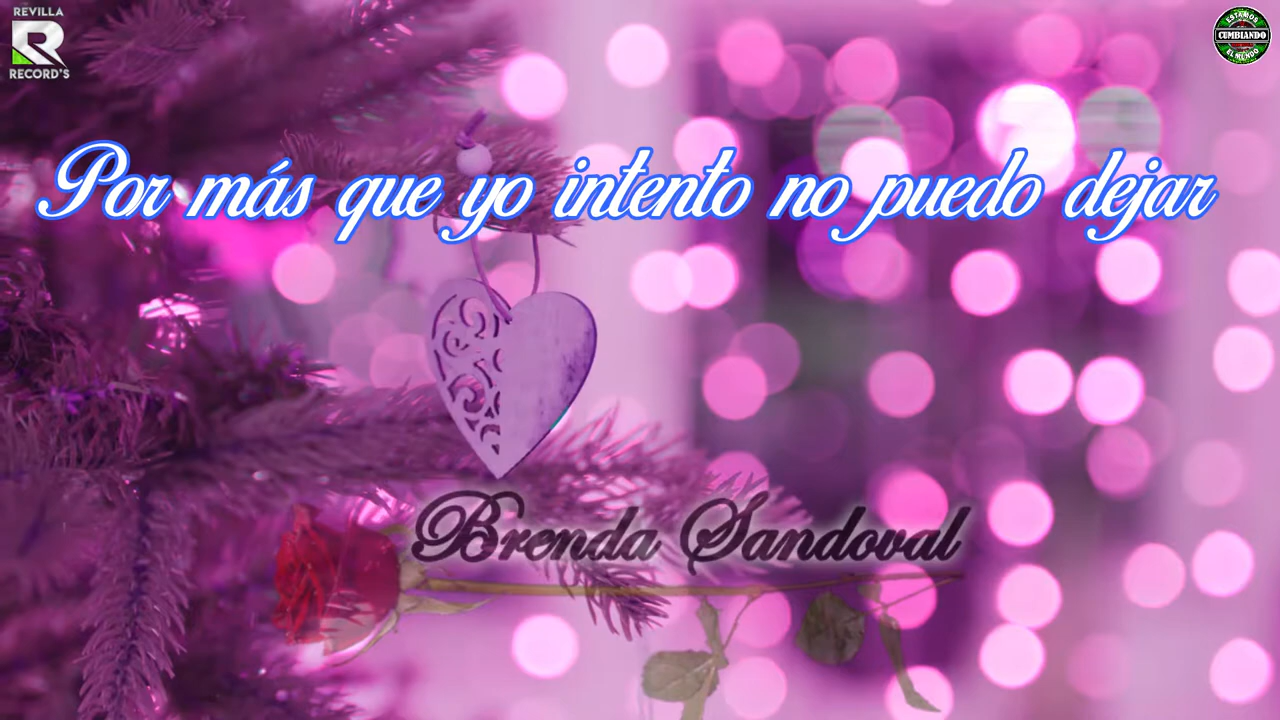 REVILLA
R
RECORD'S
ESTAMOS
CUMBIANDO
EL MUNDO
Por más que yo intento no puedo dejar
Brenda Sandoval